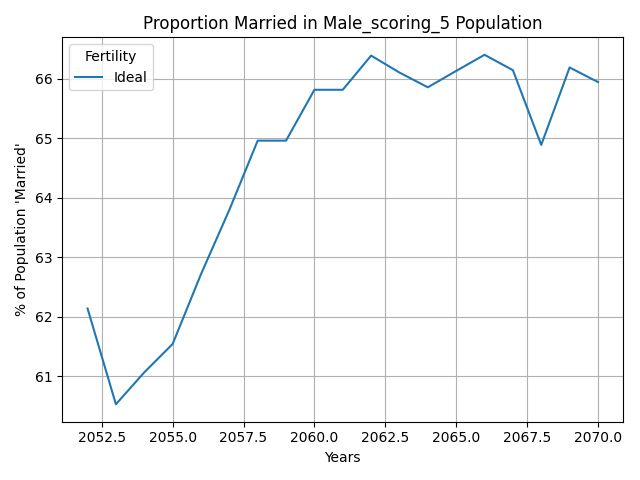 Proportion Married in Male_scoring_5 Population
Fertility
Ideal
% of Population 'Married'
66
65
64
63
62
61
2052.5 2055.0 2057.5 2060.0 2062.5 2065.0 2067.5 2070.0
Years